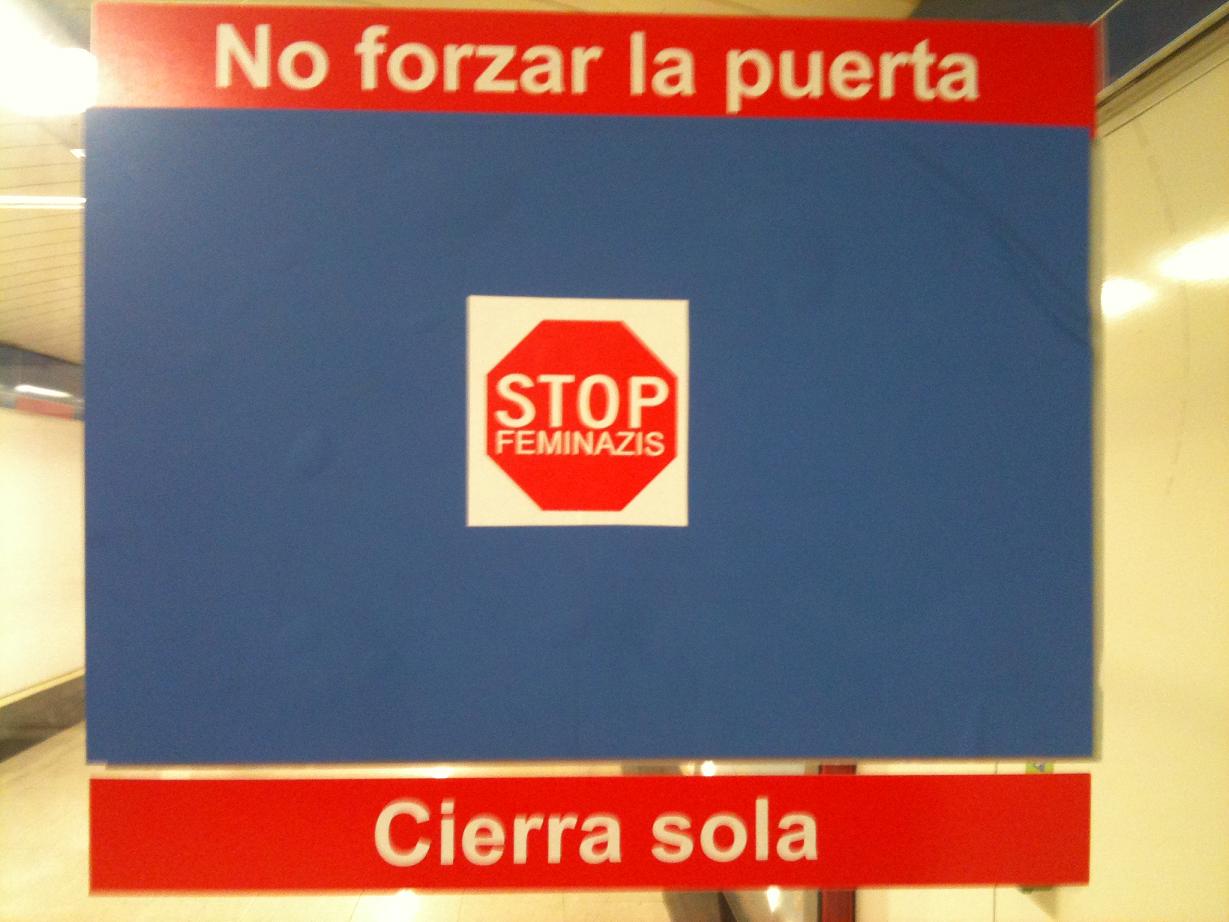 No forzar la puerta
STOP
FEMINAZIS
Cierra sola